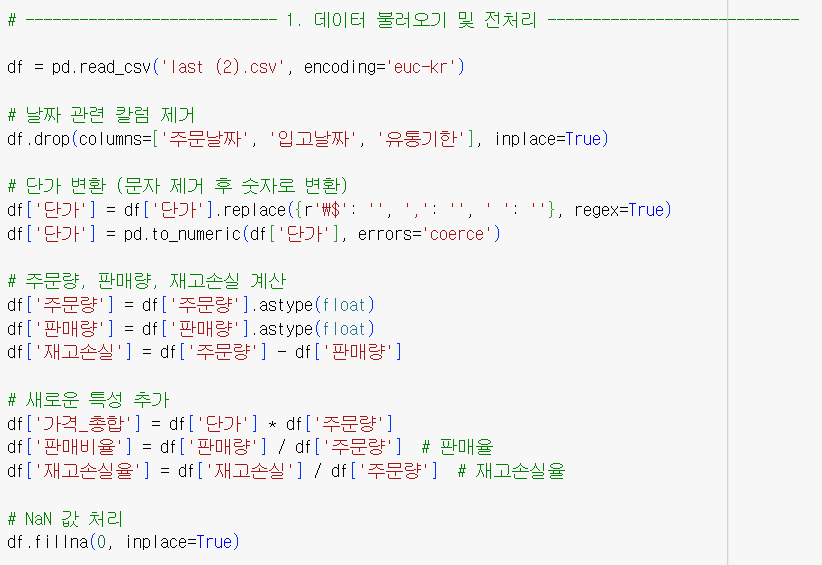 # ---------------------------- 1. 데이터 불러오기 및 전처리 ----------------------------
df = pd.read_csv('last (2).csv', encoding='euc-kr')
# 날짜 관련 칼럼 제거
df.drop(columns=['주문날짜', '입고날짜', '유통기한'], inplace=True)
# 단가 변환 (문자 제거 후 숫자로 변환)
df['단가'] = df['단가'].replace({r'₩$': '', ',': '', ' ': ''}, regex=True)
df['단가'] = pd.to_numeric(df['단가'], errors='coerce')
# 주문량, 판매량, 재고손실 계산
df['주문량'] = df['주문량'].astype(float)
df['판매량'] = df['판매량'].astype(float)
df['재고손실'] = df['주문량'] - df['판매량']
# 새로운 특성 추가
df['가격_총합'] = df['단가'] * df['주문량']
df['판매비율'] = df['판매량'] / df['주문량']  # 판매율
df['재고손실율'] = df['재고손실'] / df['주문량']  # 재고손실율
# NaN 값 처리
df.fillna(0, inplace=True)